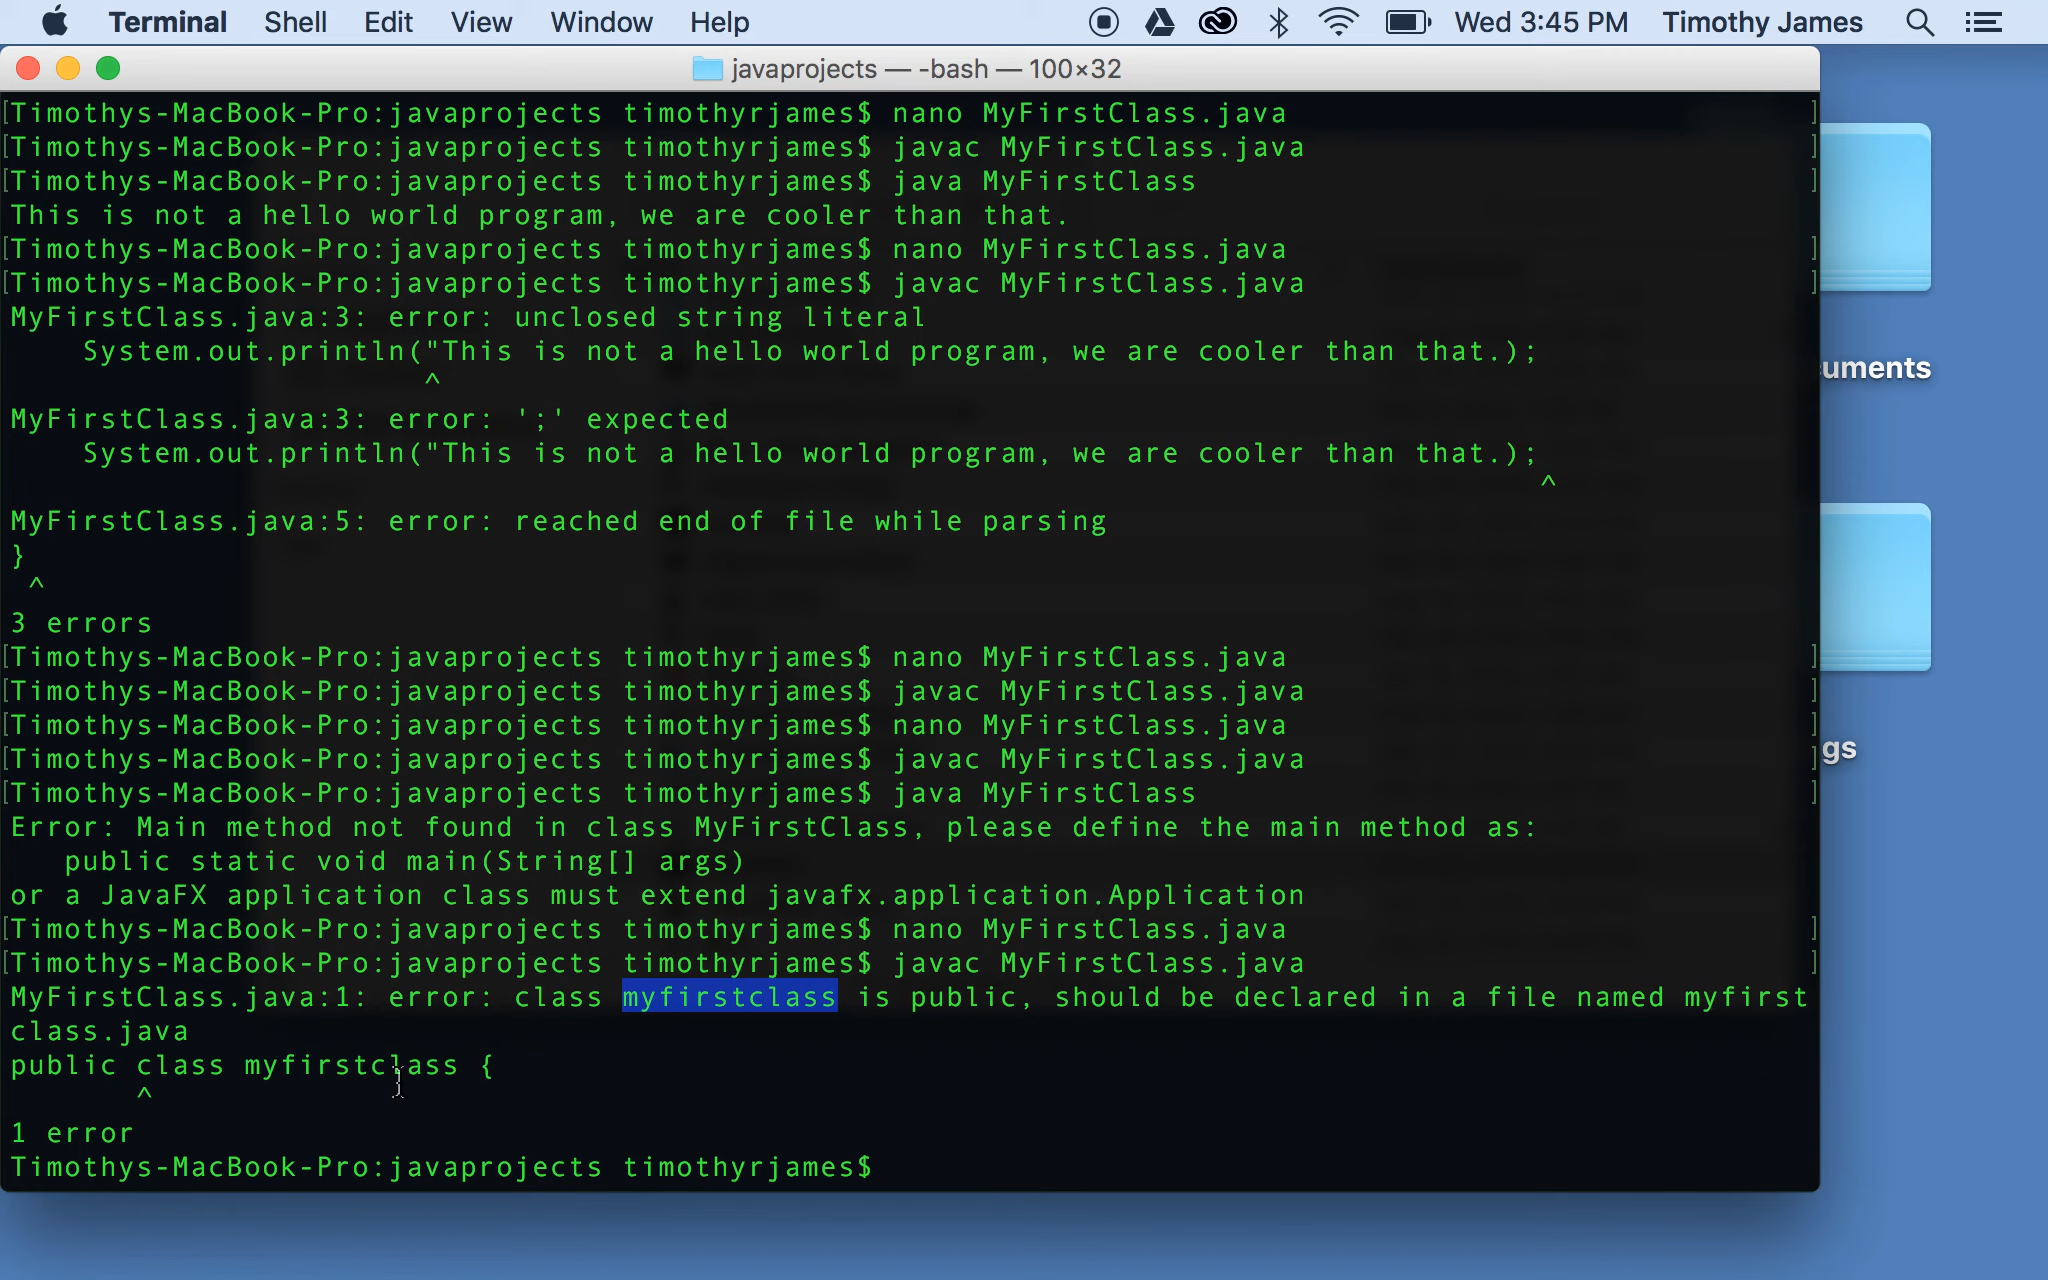 Terminal Shell Edit View Window Help Wed 3:45 PM Timothy James
javaprojects — -bash — 100×32
[Timothys-MacBook-Pro:javaprojects timothyrjames$ nano MyFirstClass.java ]
[Timothys-MacBook-Pro:javaprojects timothyrjames$ javac MyFirstClass.java ]
[Timothys-MacBook-Pro:javaprojects timothyrjames$ java MyFirstClass ]
This is not a hello world program, we are cooler than that.
[Timothys-MacBook-Pro:javaprojects timothyrjames$ nano MyFirstClass.java ]
[Timothys-MacBook-Pro:javaprojects timothyrjames$ javac MyFirstClass.java ]
MyFirstClass.java:3: error: unclosed string literal
    System.out.println("This is not a hello world program, we are cooler than that.);
                       ^
MyFirstClass.java:3: error: ';' expected
    System.out.println("This is not a hello world program, we are cooler than that.);
                                                                                     ^
MyFirstClass.java:5: error: reached end of file while parsing
}
 ^
3 errors
[Timothys-MacBook-Pro:javaprojects timothyrjames$ nano MyFirstClass.java ]
[Timothys-MacBook-Pro:javaprojects timothyrjames$ javac MyFirstClass.java ]
[Timothys-MacBook-Pro:javaprojects timothyrjames$ nano MyFirstClass.java ]
[Timothys-MacBook-Pro:javaprojects timothyrjames$ javac MyFirstClass.java ]
[Timothys-MacBook-Pro:javaprojects timothyrjames$ java MyFirstClass ]
Error: Main method not found in class MyFirstClass, please define the main method as:
   public static void main(String[] args)
or a JavaFX application class must extend javafx.application.Application
[Timothys-MacBook-Pro:javaprojects timothyrjames$ nano MyFirstClass.java ]
[Timothys-MacBook-Pro:javaprojects timothyrjames$ javac MyFirstClass.java ]
MyFirstClass.java:1: error: class myfirstclass is public, should be declared in a file named myfirst
class.java
public class myfirstclass {
       ^
1 error
Timothys-MacBook-Pro:javaprojects timothyrjames$
uments
gs